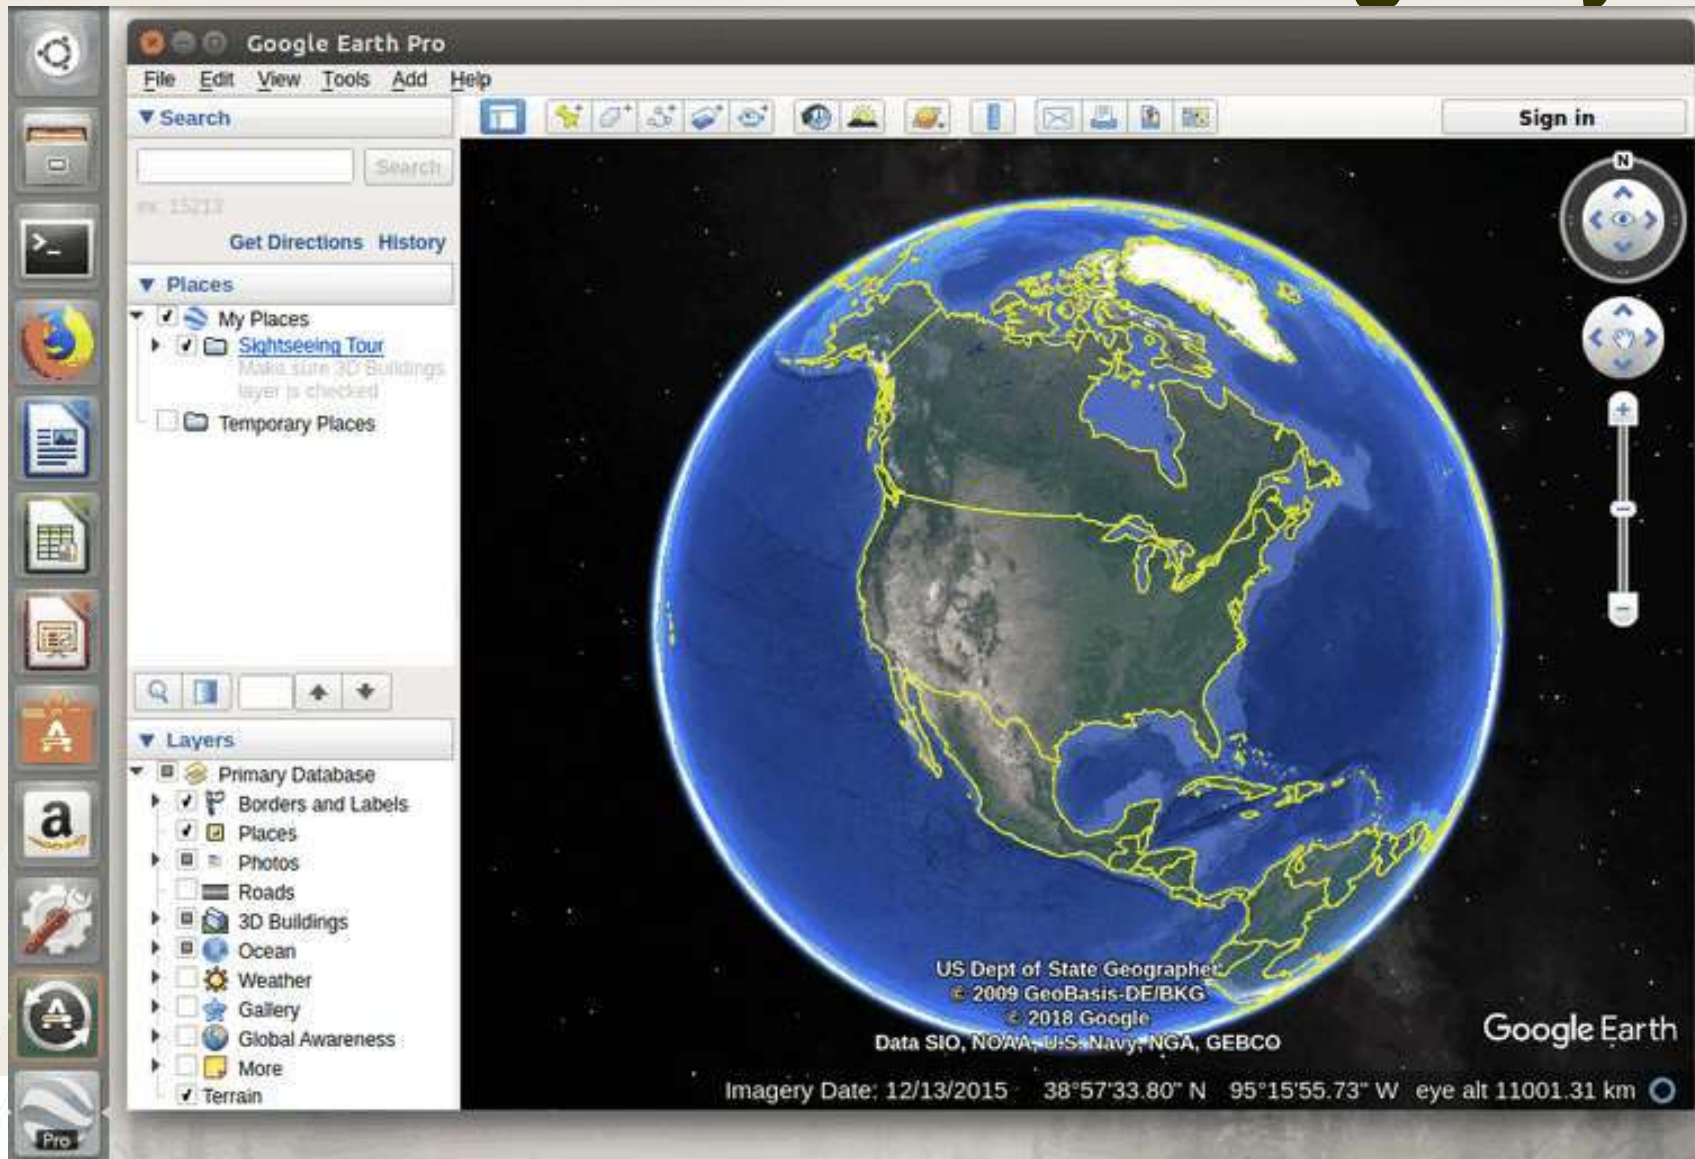 Google Earth Pro
File Edit View Tools Add Help
Search
Sign in
Search
ex: 15213
Get Directions History
Places
My Places
Sightseeing Tour
Make sure 3D Buildings
layer is checked
Temporary Places
Layers
Primary Database
Borders and Labels
Places
Photos
Roads
3D Buildings
Ocean
Weather
Gallery
Global Awareness
More
Terrain
N
US Dept of State Geographer
© 2009 GeoBasis-DE/BKG
© 2018 Google
Data SIO, NOAA, U.S. Navy, NGA, GEBCO
Google Earth
Imagery Date: 12/13/2015 38°57'33.80" N 95°15'55.73" W eye alt 11001.31 km
>_
a
Pro